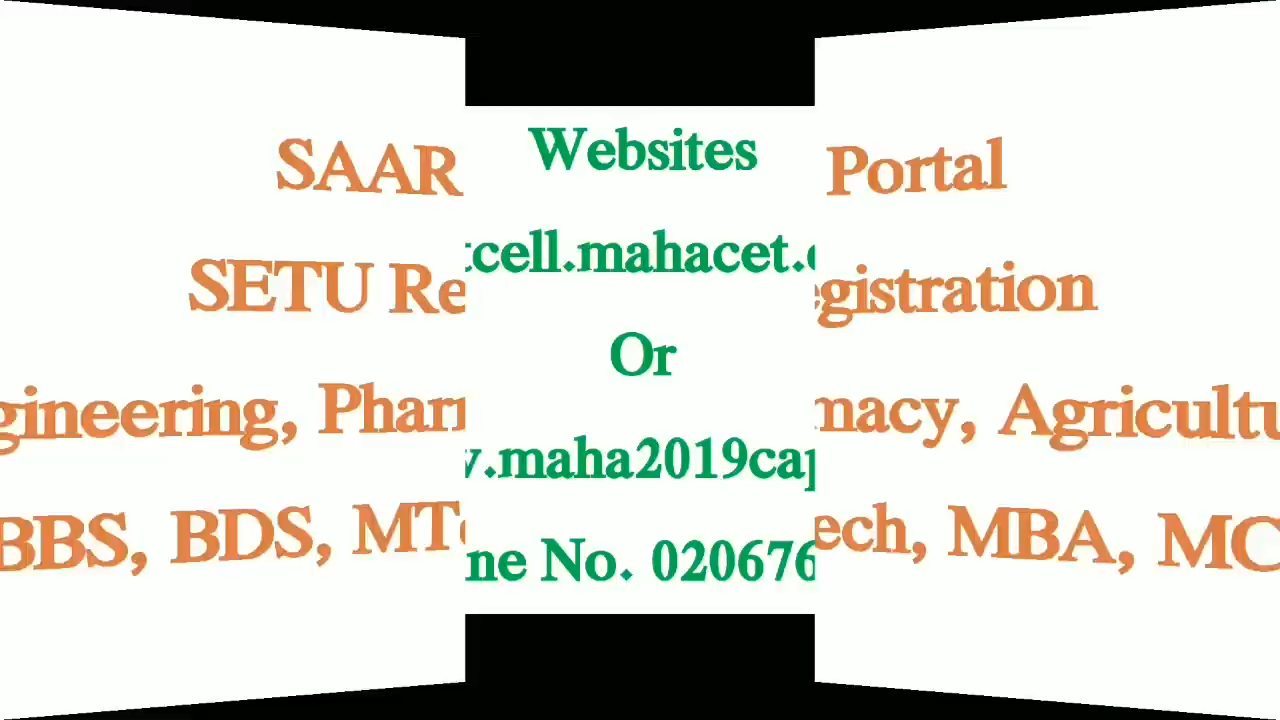 SAAR
SETU Re
gineering, Phar
BBS, BDS, MT
Websites
cell.mahacet.
Or
.maha2019cap
ne No. 020676
Portal
egistration
macy, Agricultu
ech, MBA, MC